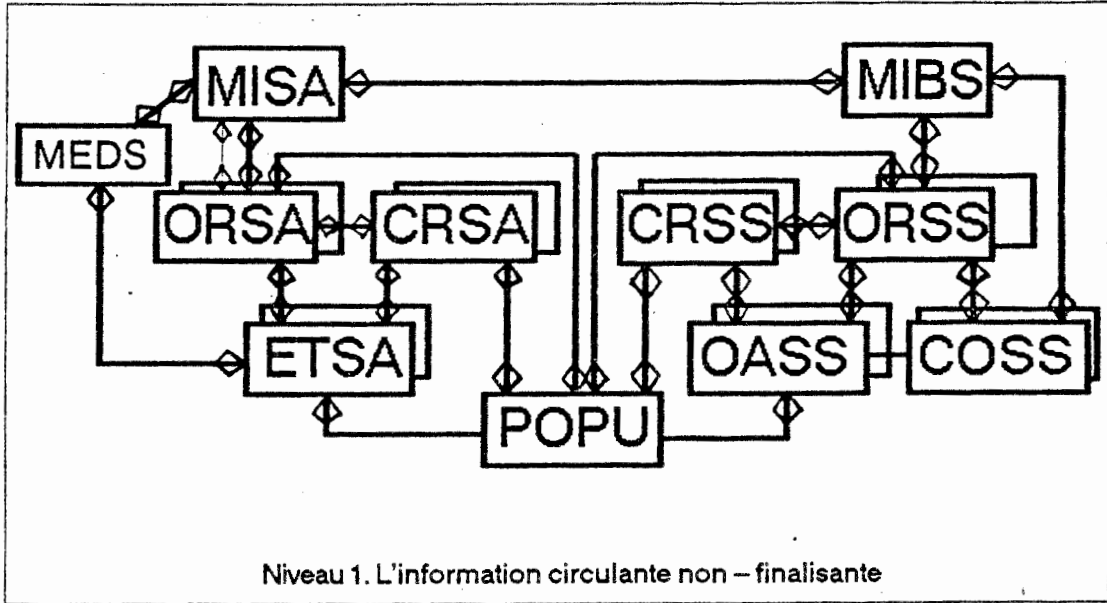 MISA
MIBS
MEDS
ORSA
CRSA
CRSS
ORSS
ETSA
OASS
COSS
POPU
Niveau 1. L'information circulante non – finalisante